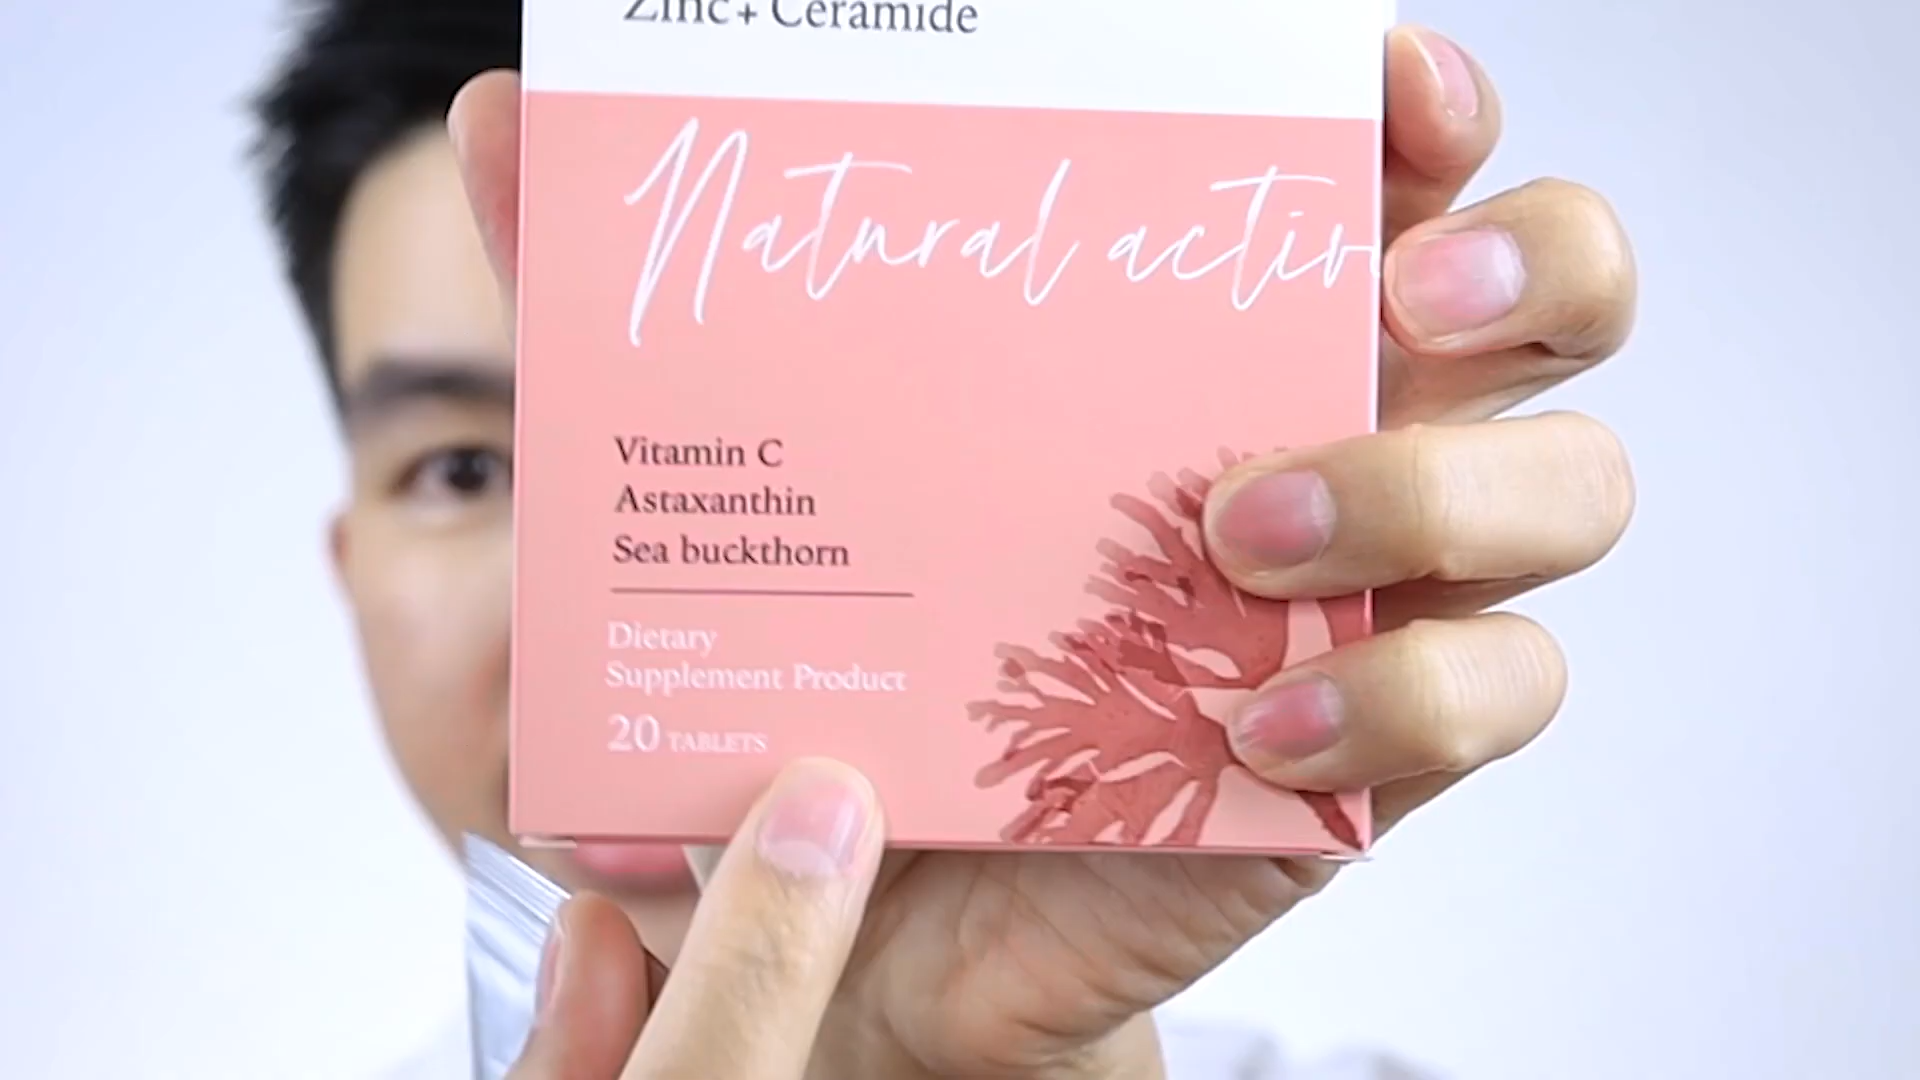 Zinc+ Ceramide
Natural activ
Vitamin C
Astaxanthin
Sea buckthorn
Dietary
Supplement Product
20 TABLETS